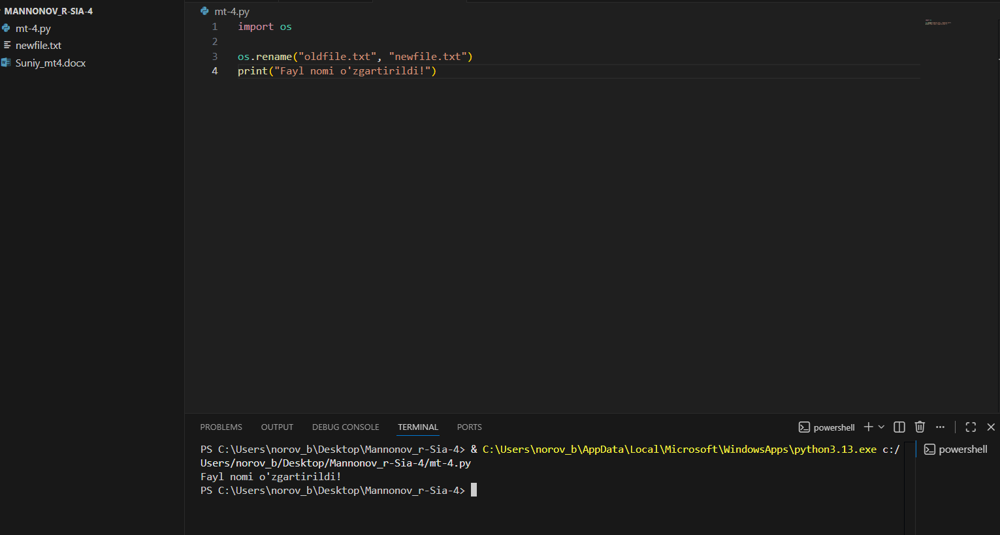 MANNONOV_R-SIA-4
mt-4.py
newfile.txt
Suniy_mt4.docx
mt-4.py
1 import os
2
3 os.rename("oldfile.txt", "newfile.txt")
4 print("Fayl nomi o'zgartirildi!")
PROBLEMS OUTPUT DEBUG CONSOLE TERMINAL PORTS powershell
PS C:\Users\norov_b\Desktop\Mannonov_r-Sia-4> & C:\Users\norov_b\AppData\Local\Microsoft\WindowsApps\python3.13.exe c:/
Users/norov_b/Desktop/Mannonov_r-Sia-4/mt-4.py
Fayl nomi o'zgartirildi!
PS C:\Users\norov_b\Desktop\Mannonov_r-Sia-4>
powershell